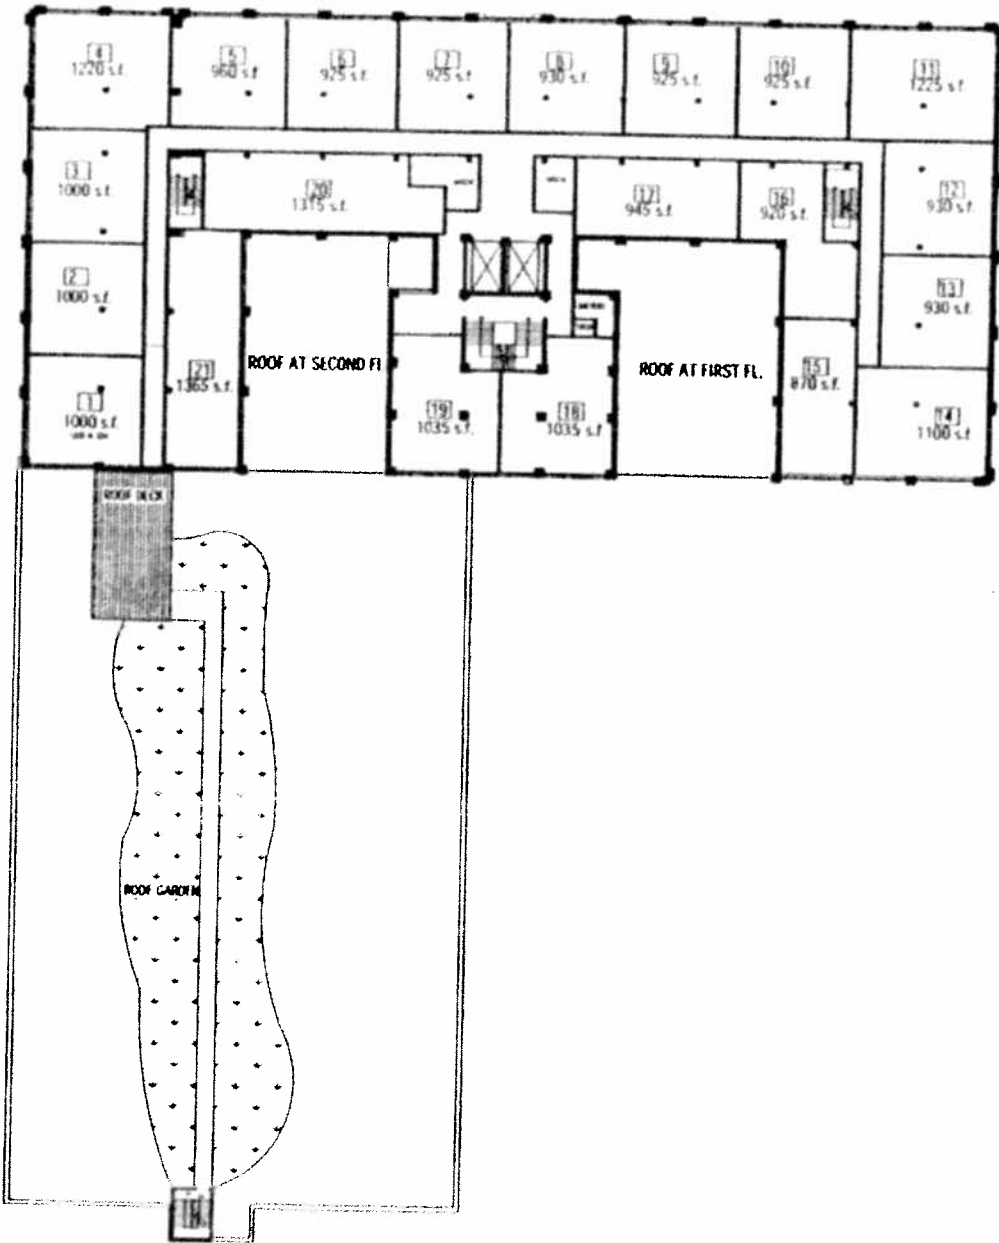 4
1220 s.f.
5
960 s.f.
6
925 s.f.
7
925 s.f.
8
930 s.f.
9
925 s.f.
10
925 s.f.
11
1225 s.f.
3
1000 s.f.
20
1315 s.f.
17
945 s.f.
16
920 s.f.
12
930 s.f.
2
1000 s.f.
13
930 s.f.
21
1365 s.f.
ROOF AT SECOND Fl
ROOF AT FIRST FL.
15
870 s.f.
1
1000 s.f.
19
1035 s.f.
18
1035 s.f
14
1100 s.f
ROOF DECK
ROOF GARDEN